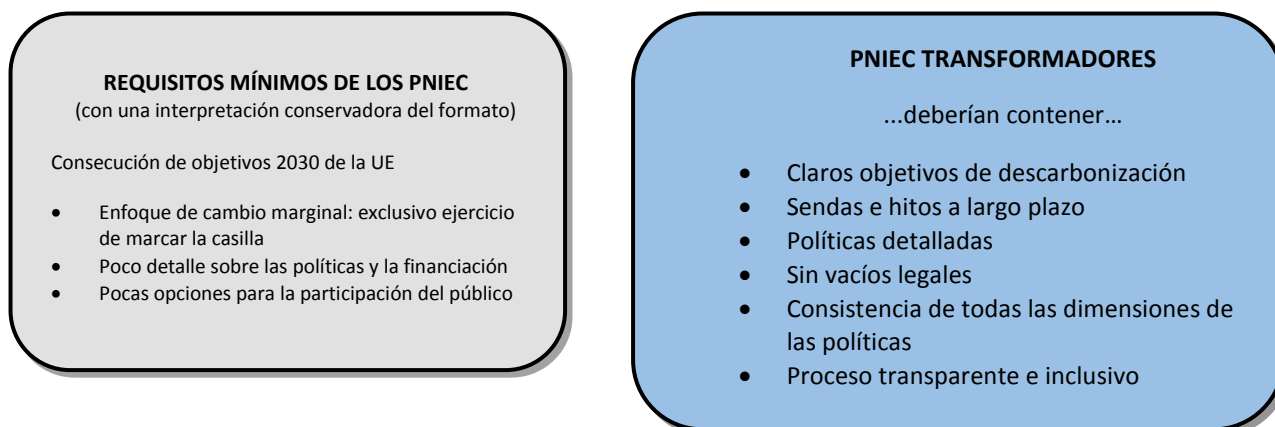 REQUISITOS MÍNIMOS DE LOS PNIEC
(con una interpretación conservadora del formato)
Consecución de objetivos 2030 de la UE
• Enfoque de cambio marginal: exclusivo ejercicio
de marcar la casilla
• Poco detalle sobre las políticas y la financiación
• Pocas opciones para la participación del público
PNIEC TRANSFORMADORES
...deberían contener…
• Claros objetivos de descarbonización
• Sendas e hitos a largo plazo
• Políticas detalladas
• Sin vacíos legales
• Consistencia de todas las dimensiones de
las políticas
• Proceso transparente e inclusivo